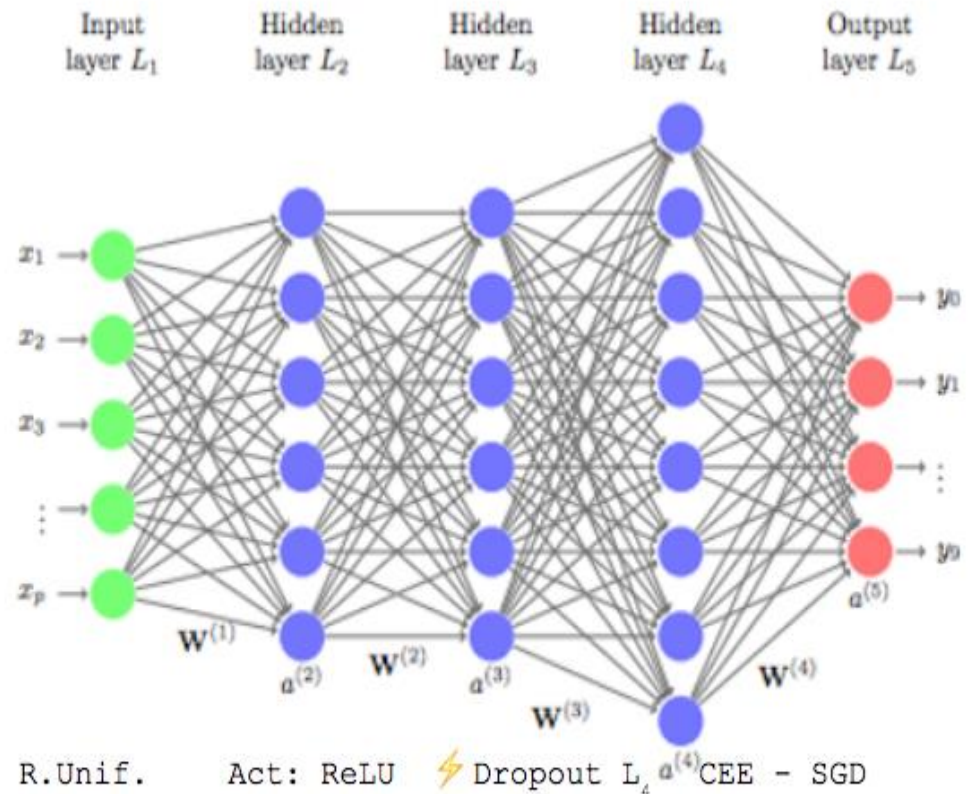 Input Hidden Hidden Hidden Output
layer L₁ layer L₂ layer L₃ layer L₄ layer L₅
x₁
y₀
x₂
y₁
x₃
⋮
⋮
y₉
xₚ
a⁽⁵⁾
W⁽¹⁾
W⁽²⁾
W⁽⁴⁾
a⁽²⁾
a⁽³⁾
W⁽³⁾
a⁽⁴⁾
R.Unif. Act: ReLU ⚡Dropout L₄ CEE - SGD